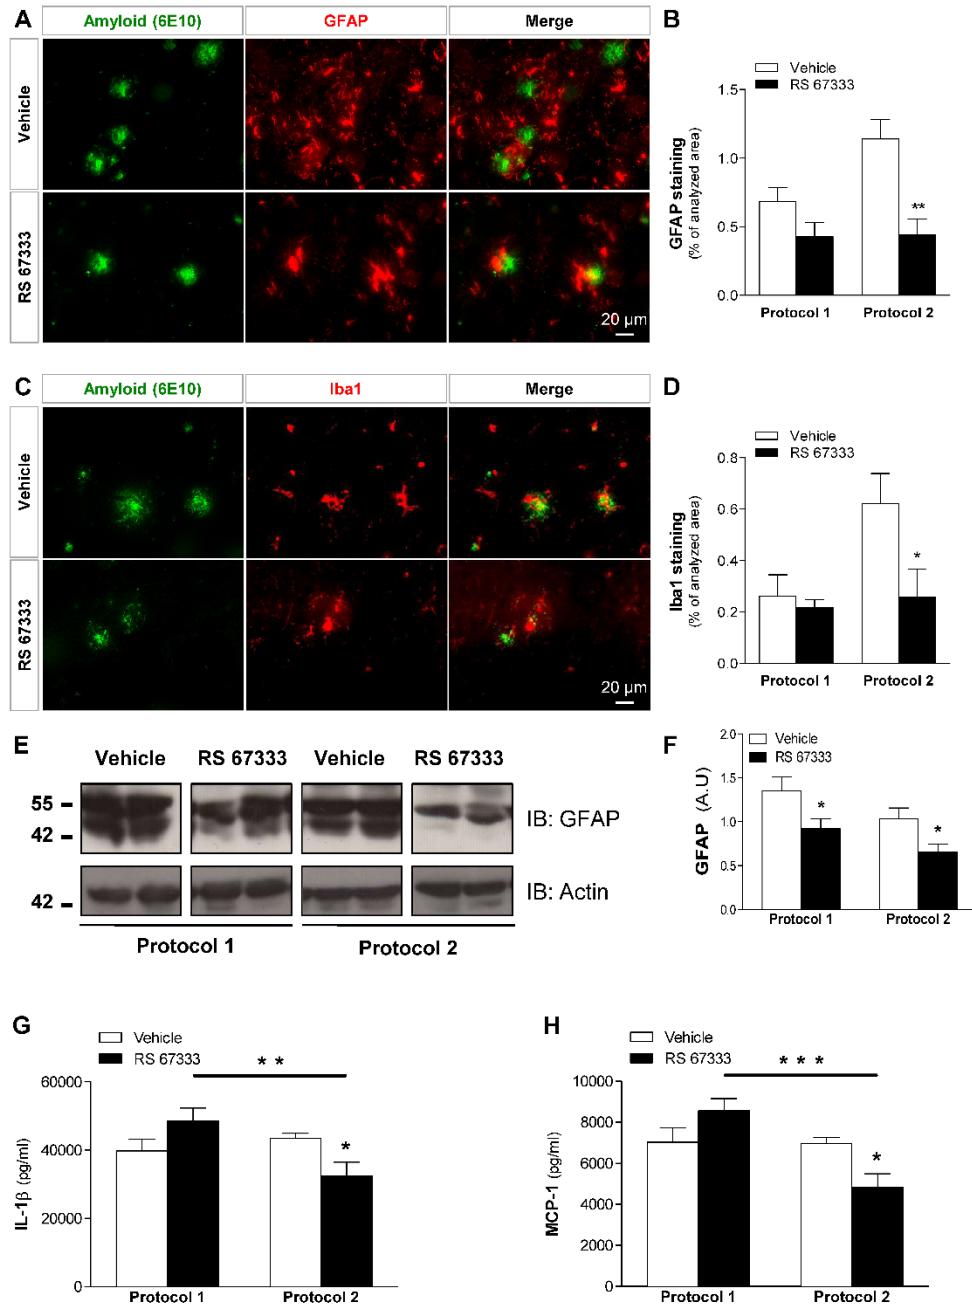 A
Amyloid (6E10)
GFAP
Merge
Vehicle
RS 67333
20 µm
B
Vehicle
RS 67333
GFAP staining
(% of analyzed area)
1.5
1.0
0.5
0.0
**
Protocol 1
Protocol 2
C
Amyloid (6E10)
Iba1
Merge
Vehicle
RS 67333
20 µm
D
Vehicle
RS 67333
Iba1 staining
(% of analyzed area)
0.8
0.6
0.4
0.2
0.0
*
Protocol 1
Protocol 2
E
Vehicle
RS 67333
Vehicle
RS 67333
55
42
IB: GFAP
42
IB: Actin
Protocol 1
Protocol 2
F
Vehicle
RS 67333
GFAP (A.U)
2.0
1.5
1.0
0.5
0.0
*
*
Protocol 1
Protocol 2
G
Vehicle
RS 67333
IL-1β (pg/ml)
60000
40000
20000
0
* *
*
Protocol 1
Protocol 2
H
Vehicle
RS 67333
MCP-1 (pg/ml)
10000
8000
6000
4000
2000
0
* * *
*
Protocol 1
Protocol 2